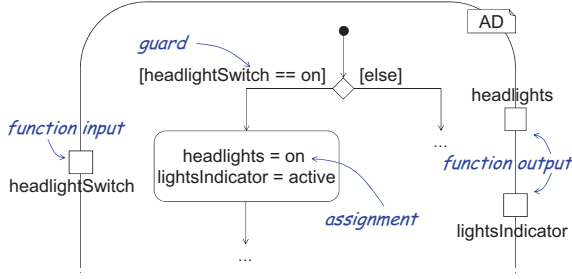 AD
guard
[headlightSwitch == on]
[else]
headlights
function input
headlights = on
lightsIndicator = active
...
function output
headlightSwitch
assignment
lightsIndicator
...